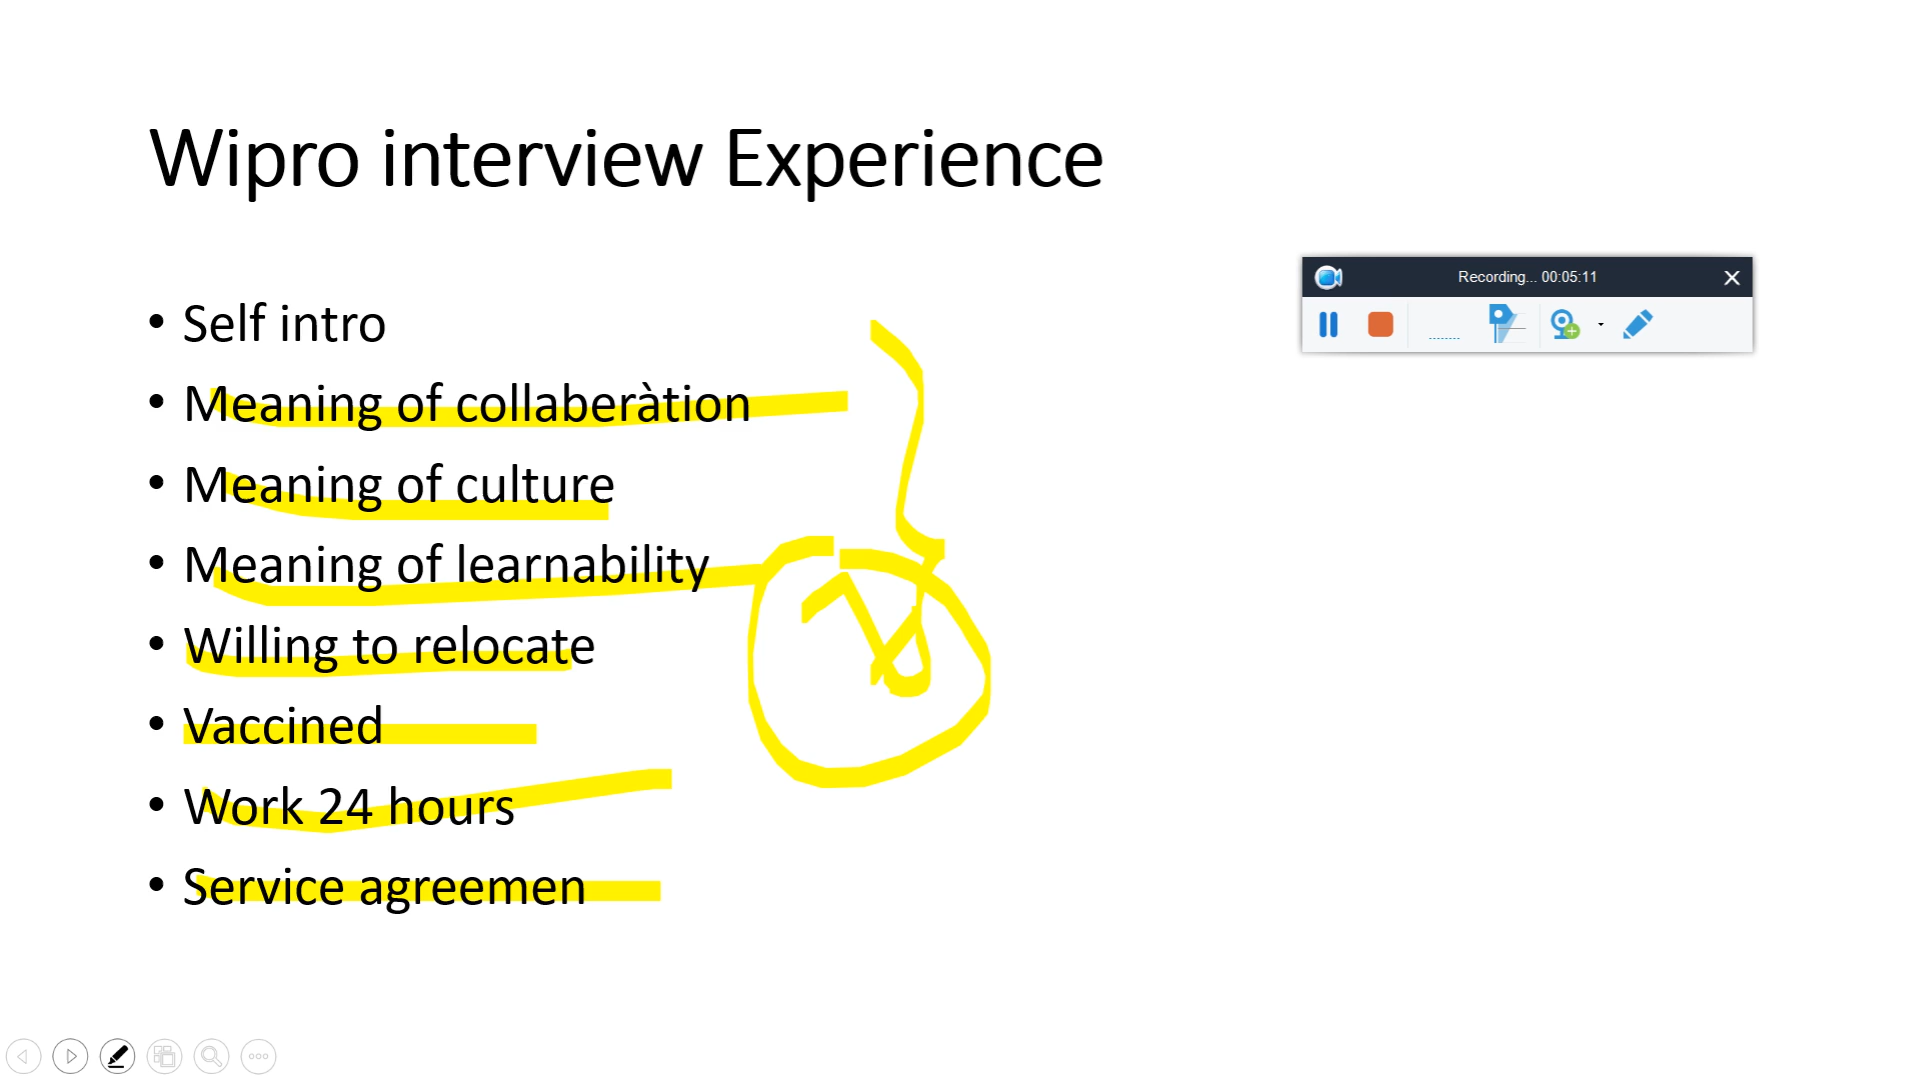 Wipro interview Experience
• Self intro
• Meaning of collaberàtion
• Meaning of culture
• Meaning of learnability
• Willing to relocate
• Vaccined
• Work 24 hours
• Service agreemen
Recording... 00:05:11